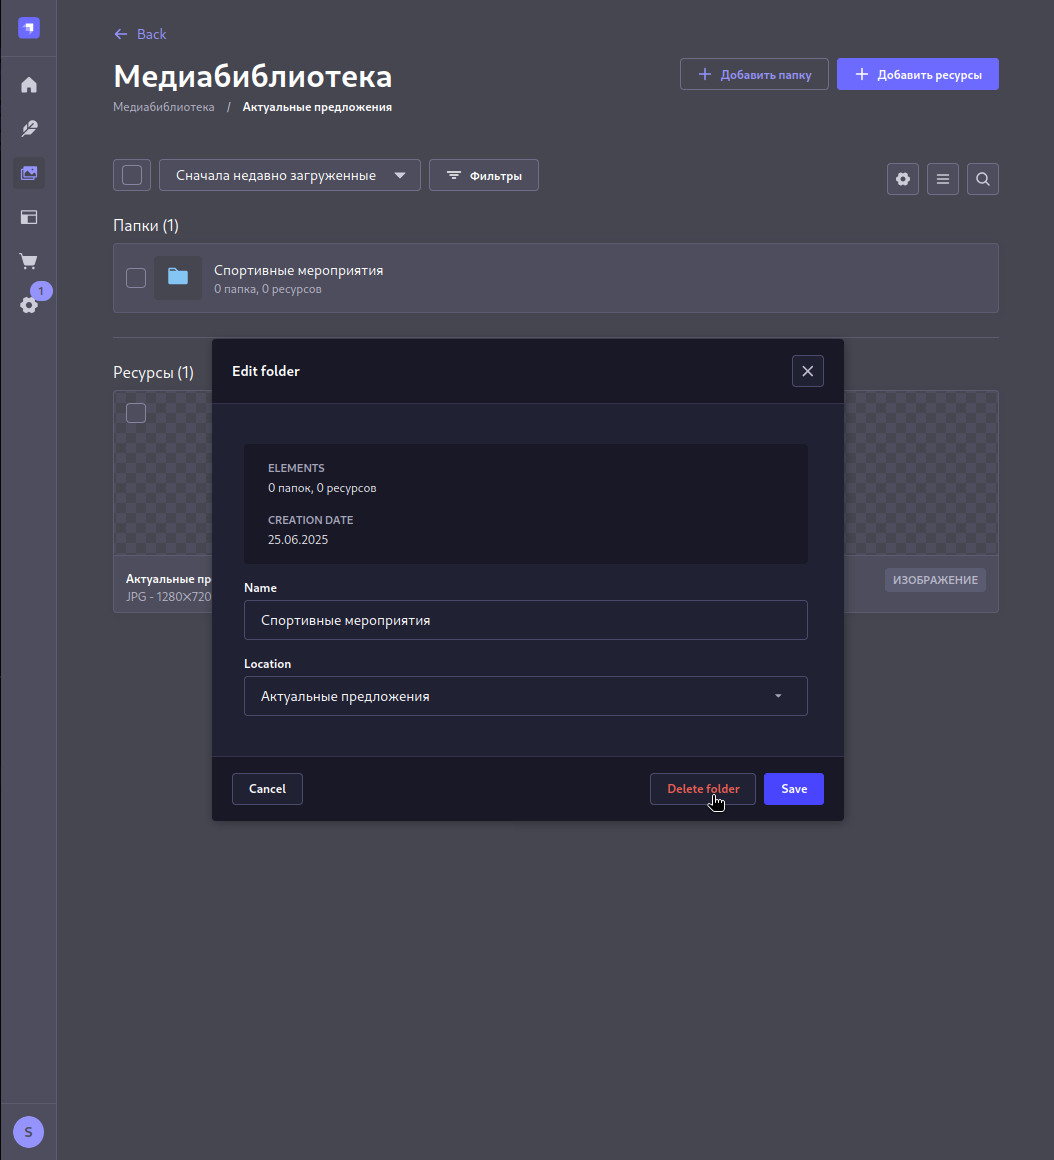 Back
Медиабиблиотека
Добавить папку
Добавить ресурсы
Медиабиблиотека / Актуальные предложения
Сначала недавно загруженные
Фильтры
Папки (1)
Спортивные мероприятия
0 папка, 0 ресурсов
1
Ресурсы (1)
Edit folder
ELEMENTS
0 папок, 0 ресурсов
CREATION DATE
25.06.2025
Актуальные пр
JPG - 1280✕720
ИЗОБРАЖЕНИЕ
Name
Спортивные мероприятия
Location
Актуальные предложения
Cancel
Delete folder
Save
S